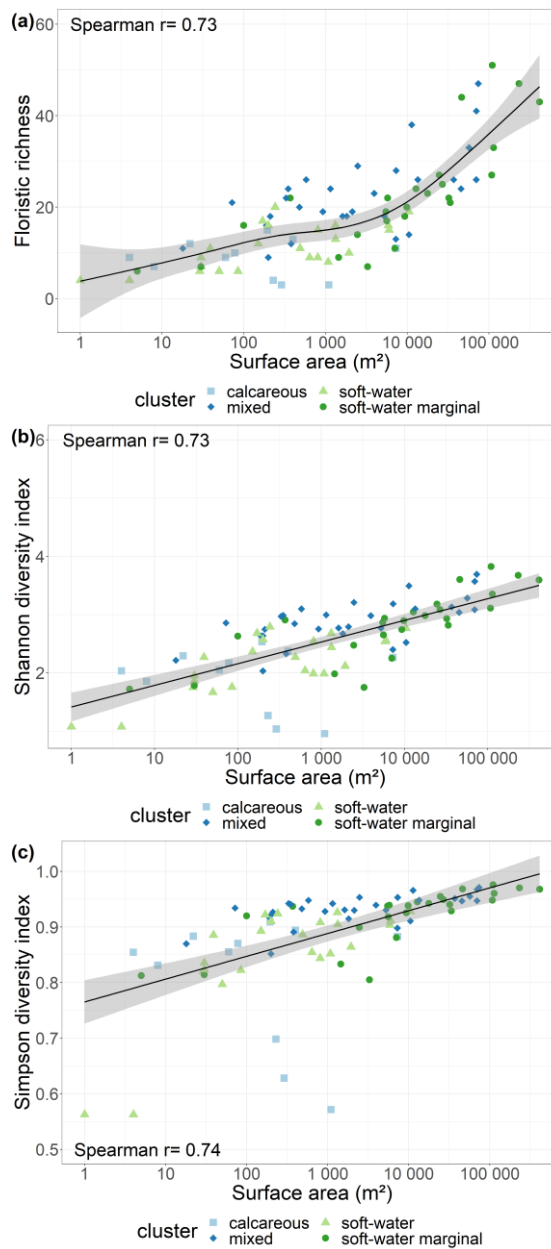 (a)
Spearman r= 0.73
60
40
20
0
Floristic richness
1 10 100 1 000 10 000 100 000
Surface area (m²)
cluster
calcareous soft-water
mixed soft-water marginal
(b)
Spearman r= 0.73
6
4
2
Shannon diversity index
1 10 100 1 000 10 000 100 000
Surface area (m²)
cluster
calcareous soft-water
mixed soft-water marginal
(c)
1.0
0.9
0.8
0.7
0.6
0.5
Simpson diversity index
Spearman r= 0.74
1 10 100 1 000 10 000 100 000
Surface area (m²)
cluster
calcareous soft-water
mixed soft-water marginal